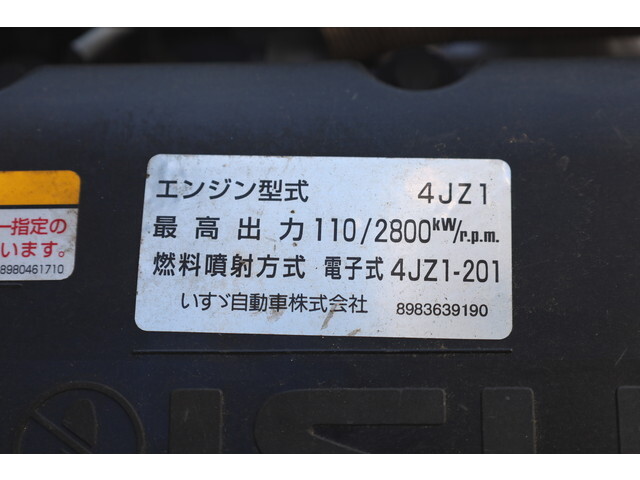 エンジン型式 4JZ1
最高出力 110/2800kW/r.p.m.
燃料噴射方式 電子式 4JZ1-201
いすゞ自動車株式会社 8983639190
一指定の
います。
8980461710
ISU